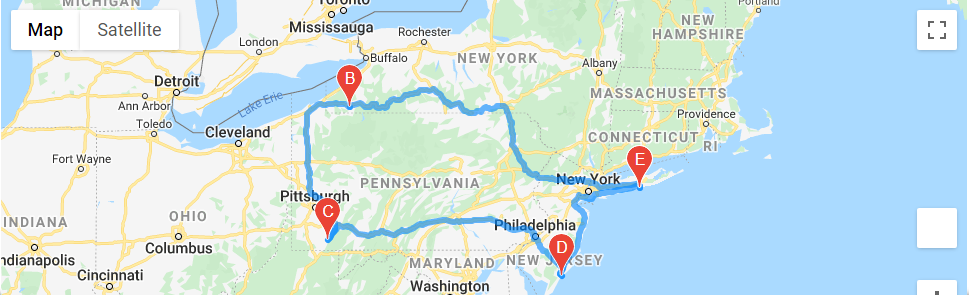 MICHIGAN
Toronto
Portland
Map
Satellite
Mississauga
Rochester
NEW
HAMPSHIRE
London
Buffalo
NEW YORK
Albany
B
Detroit
MASSACHUSETTS
Ann Arbor
Lake Erie
Providence
Toledo
Cleveland
CONNECTICUT
RI
Fort Wayne
E
PENNSYLVANIA
New York
Pittsburgh
C
INDIANA
OHIO
Philadelphia
Columbus
D
ndianapolis
MARYLAND
NEW JERSEY
Cincinnati
Washington